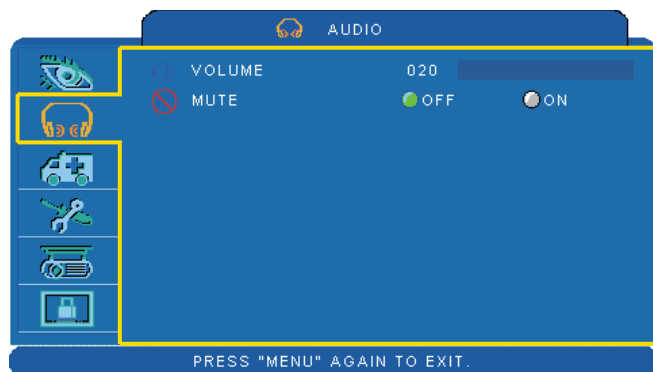 AUDIO
VOLUME 020
MUTE OFF ON
PRESS "MENU" AGAIN TO EXIT.